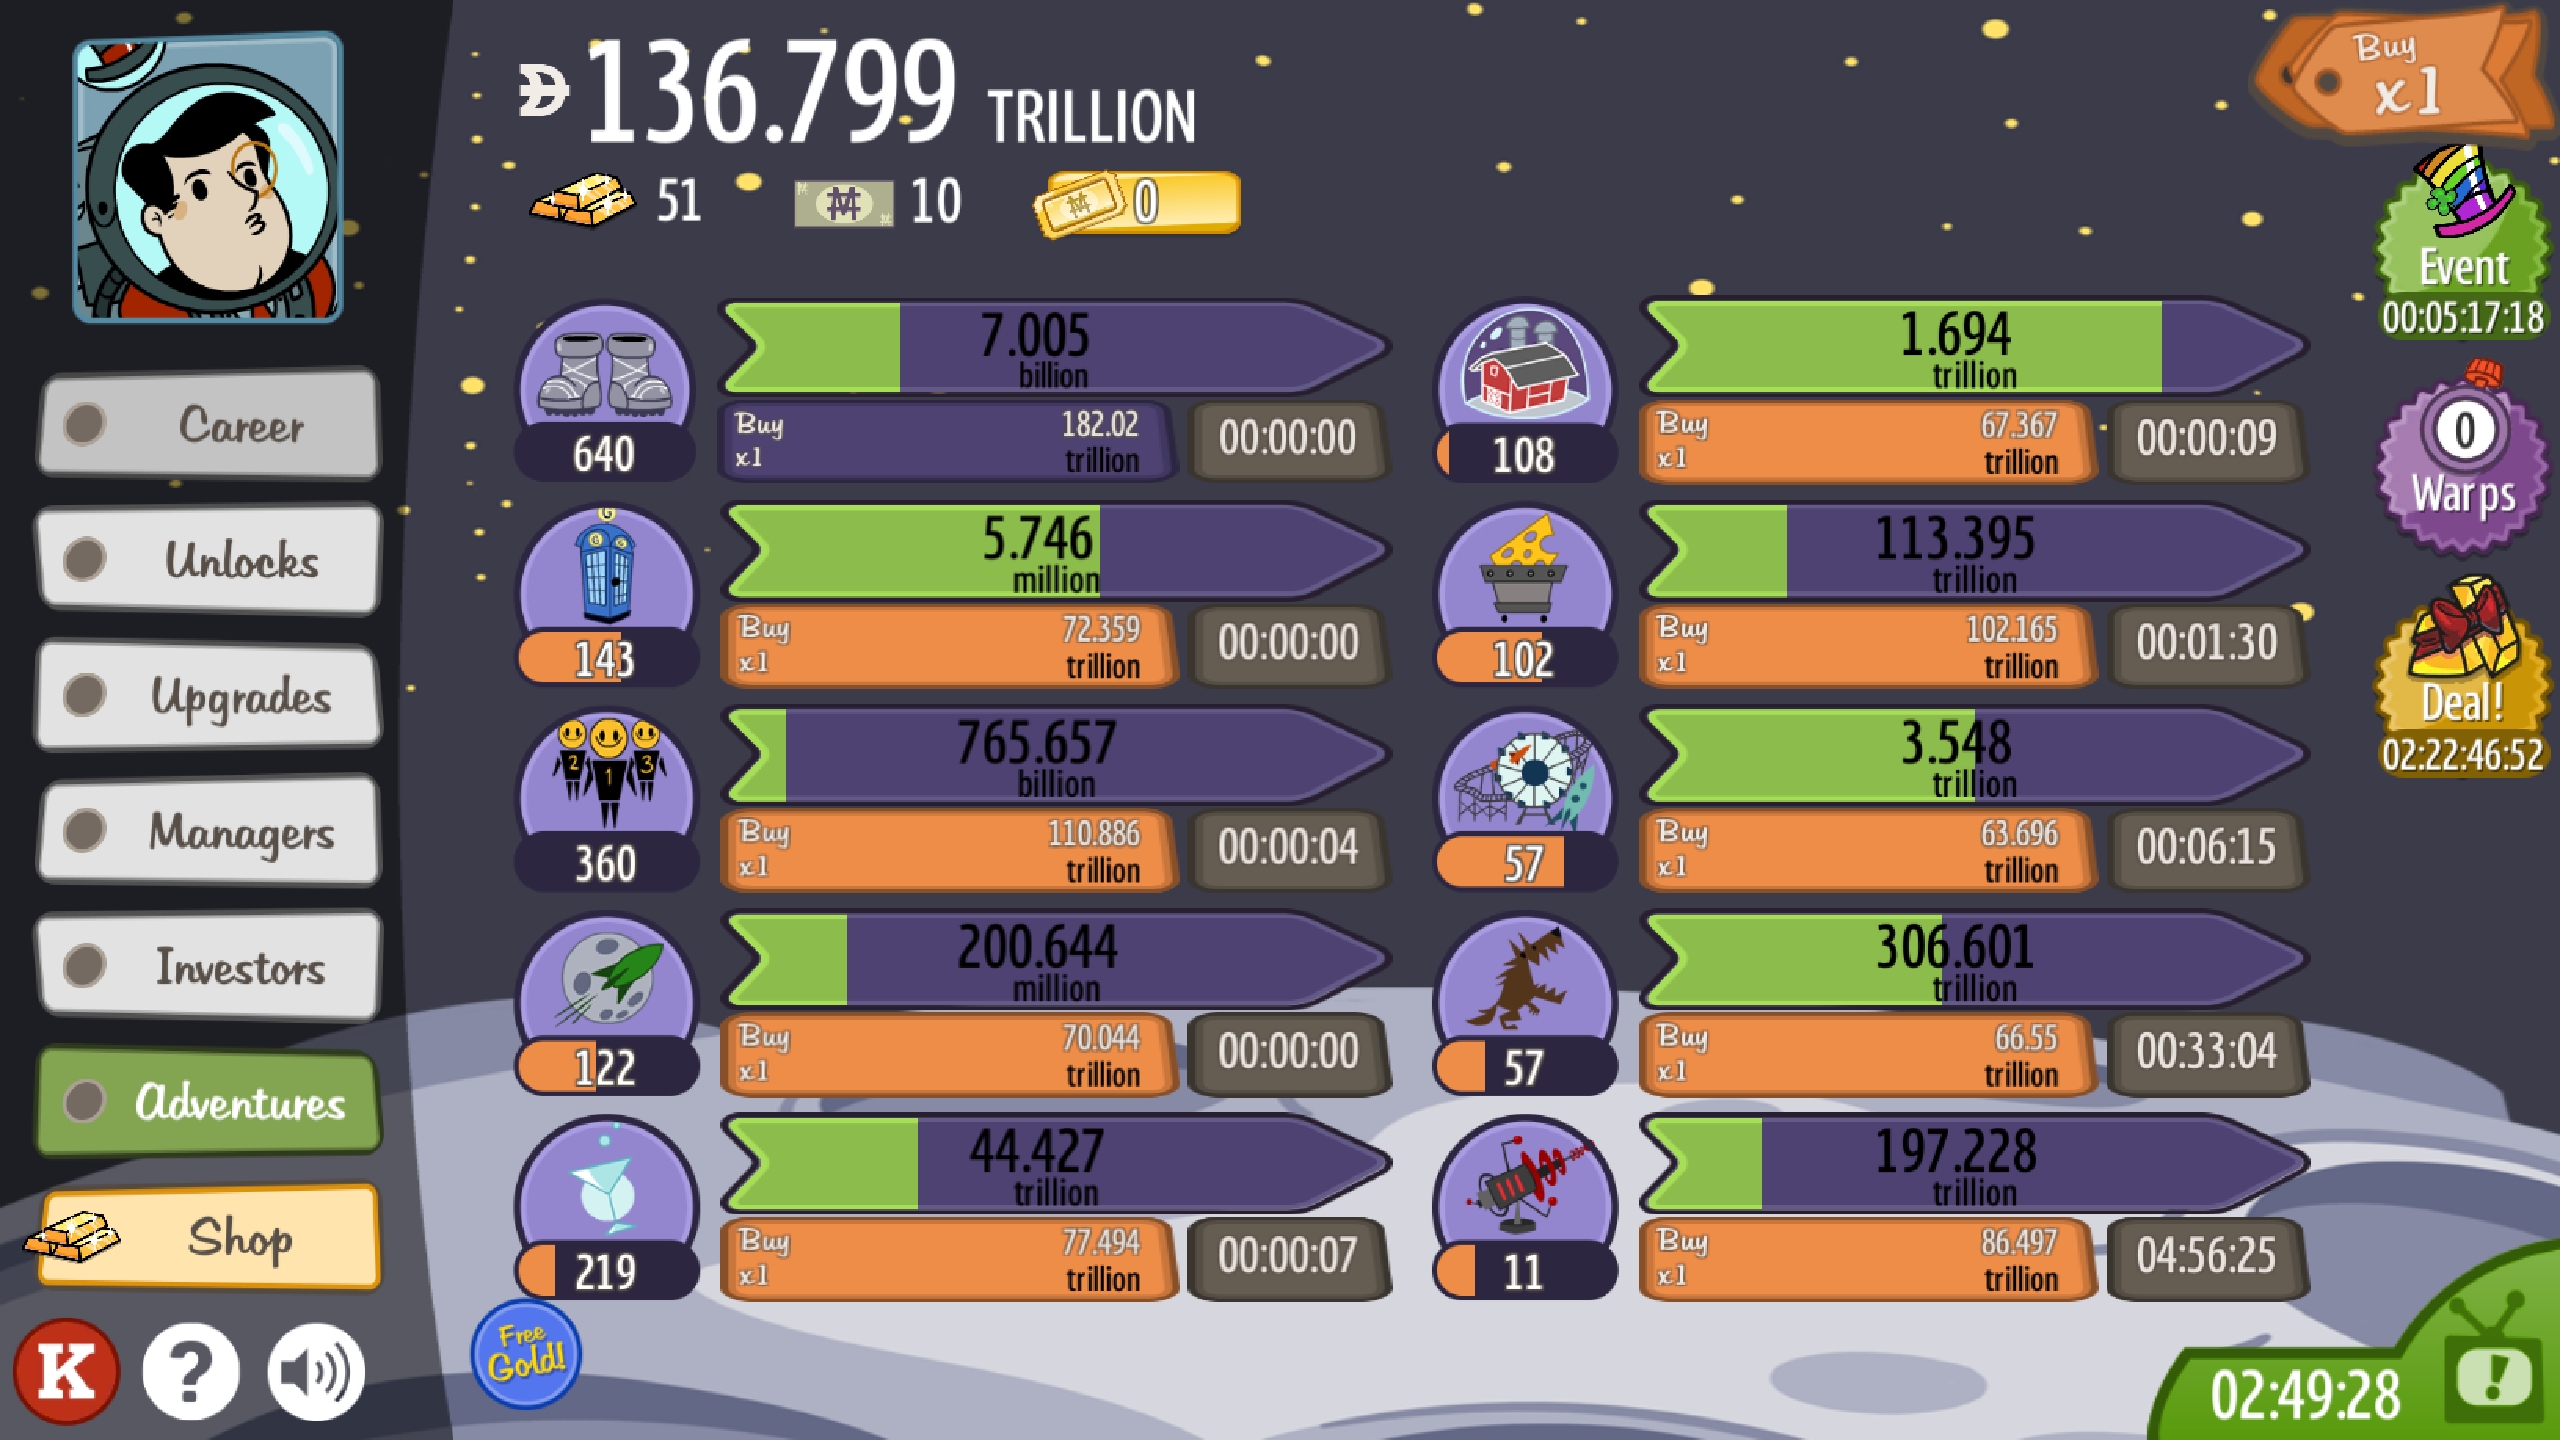 136.799 TRILLION
51
10
0
Buy
x1
Event
00:05:17:18
0
Warps
Deal!
02:22:46:52
Career
Unlocks
Upgrades
Managers
Investors
Adventures
Shop
K
?
7.005
billion
640
Buy
x1
182.02
trillion
00:00:00
5.746
million
143
Buy
x1
72.359
trillion
00:00:00
2 1 3
765.657
billion
360
Buy
x1
110.886
trillion
00:00:04
200.644
million
122
Buy
x1
70.044
trillion
00:00:00
44.427
trillion
219
Buy
x1
77.494
trillion
00:00:07
1.694
trillion
108
Buy
x1
67.367
trillion
00:00:09
113.395
trillion
102
Buy
x1
102.165
trillion
00:01:30
3.548
trillion
57
Buy
x1
63.696
trillion
00:06:15
306.601
trillion
57
Buy
x1
66.55
trillion
00:33:04
197.228
trillion
11
Buy
x1
86.497
trillion
04:56:25
Free
Gold!
02:49:28
!